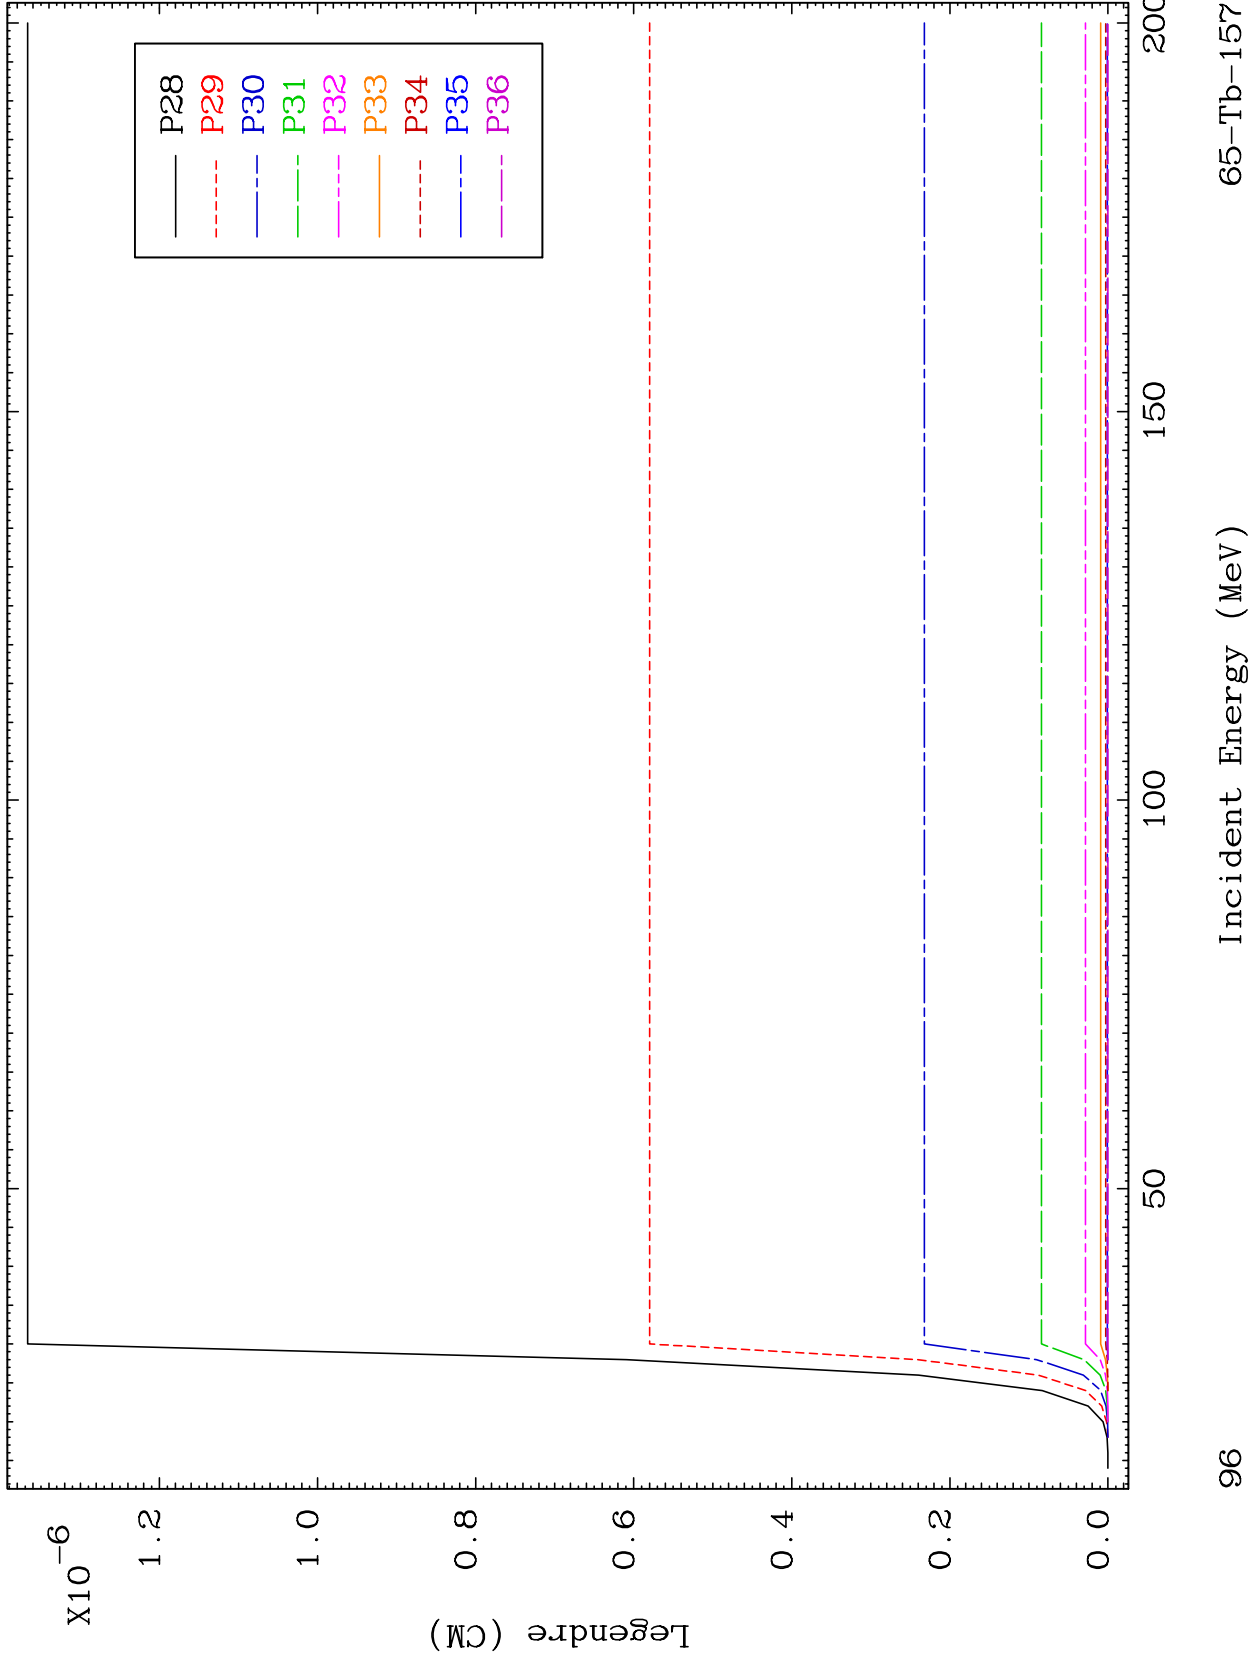 X10⁻⁶
1.2
1.0
0.8
0.6
0.4
0.2
0.0
Legendre (CM)
P28
P29
P30
P31
P32
P33
P34
P35
P36
50
100
150
200
Incident Energy (MeV)
96
65-Tb-157